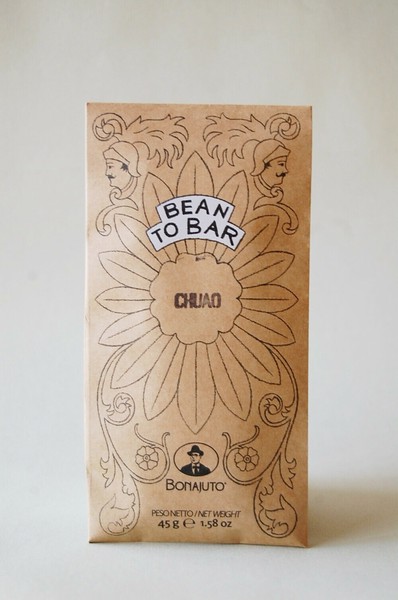 BEAN
TO BAR
CHUAO
BONAJUTO®
PESO NETTO / NET WEIGHT
45 g ℮ 1.58 oz